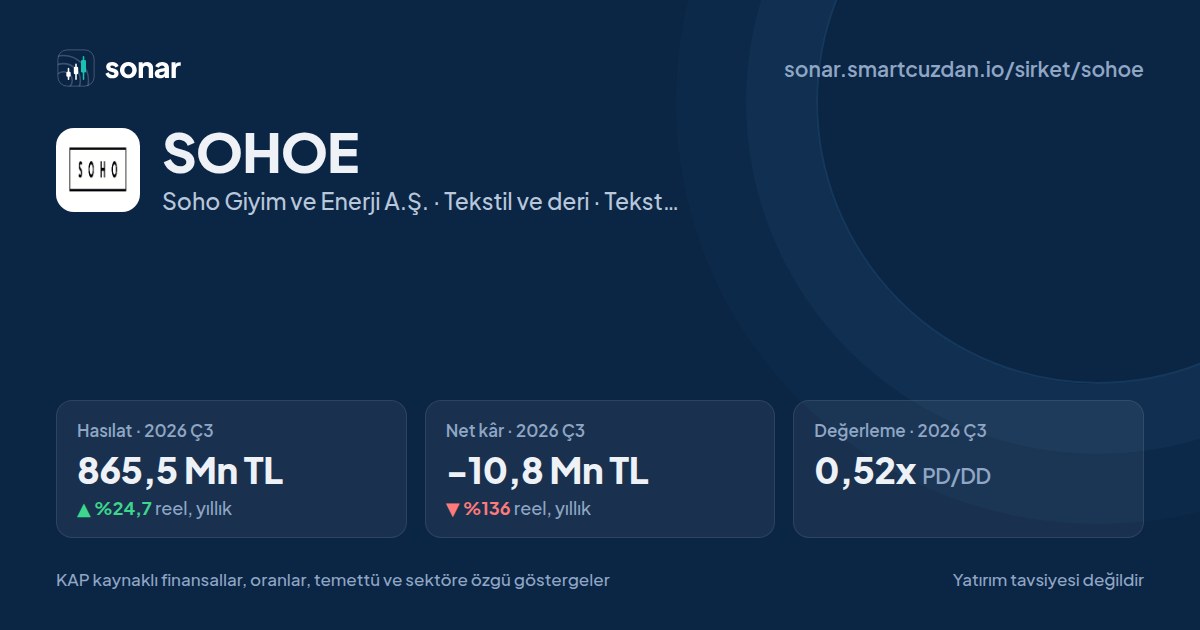 sonar
sonar.smartcuzdan.io/sirket/sohoe
SOHO
SOHOE
Soho Giyim ve Enerji A.Ş. · Tekstil ve deri · Tekst…
Hasılat · 2026 Ç3
865,5 Mn TL
▲ %24,7 reel, yıllık
Net kâr · 2026 Ç3
−10,8 Mn TL
▼ %136 reel, yıllık
Değerleme · 2026 Ç3
0,52x PD/DD
KAP kaynaklı finansallar, oranlar, temettü ve sektöre özgü göstergeler
Yatırım tavsiyesi değildir